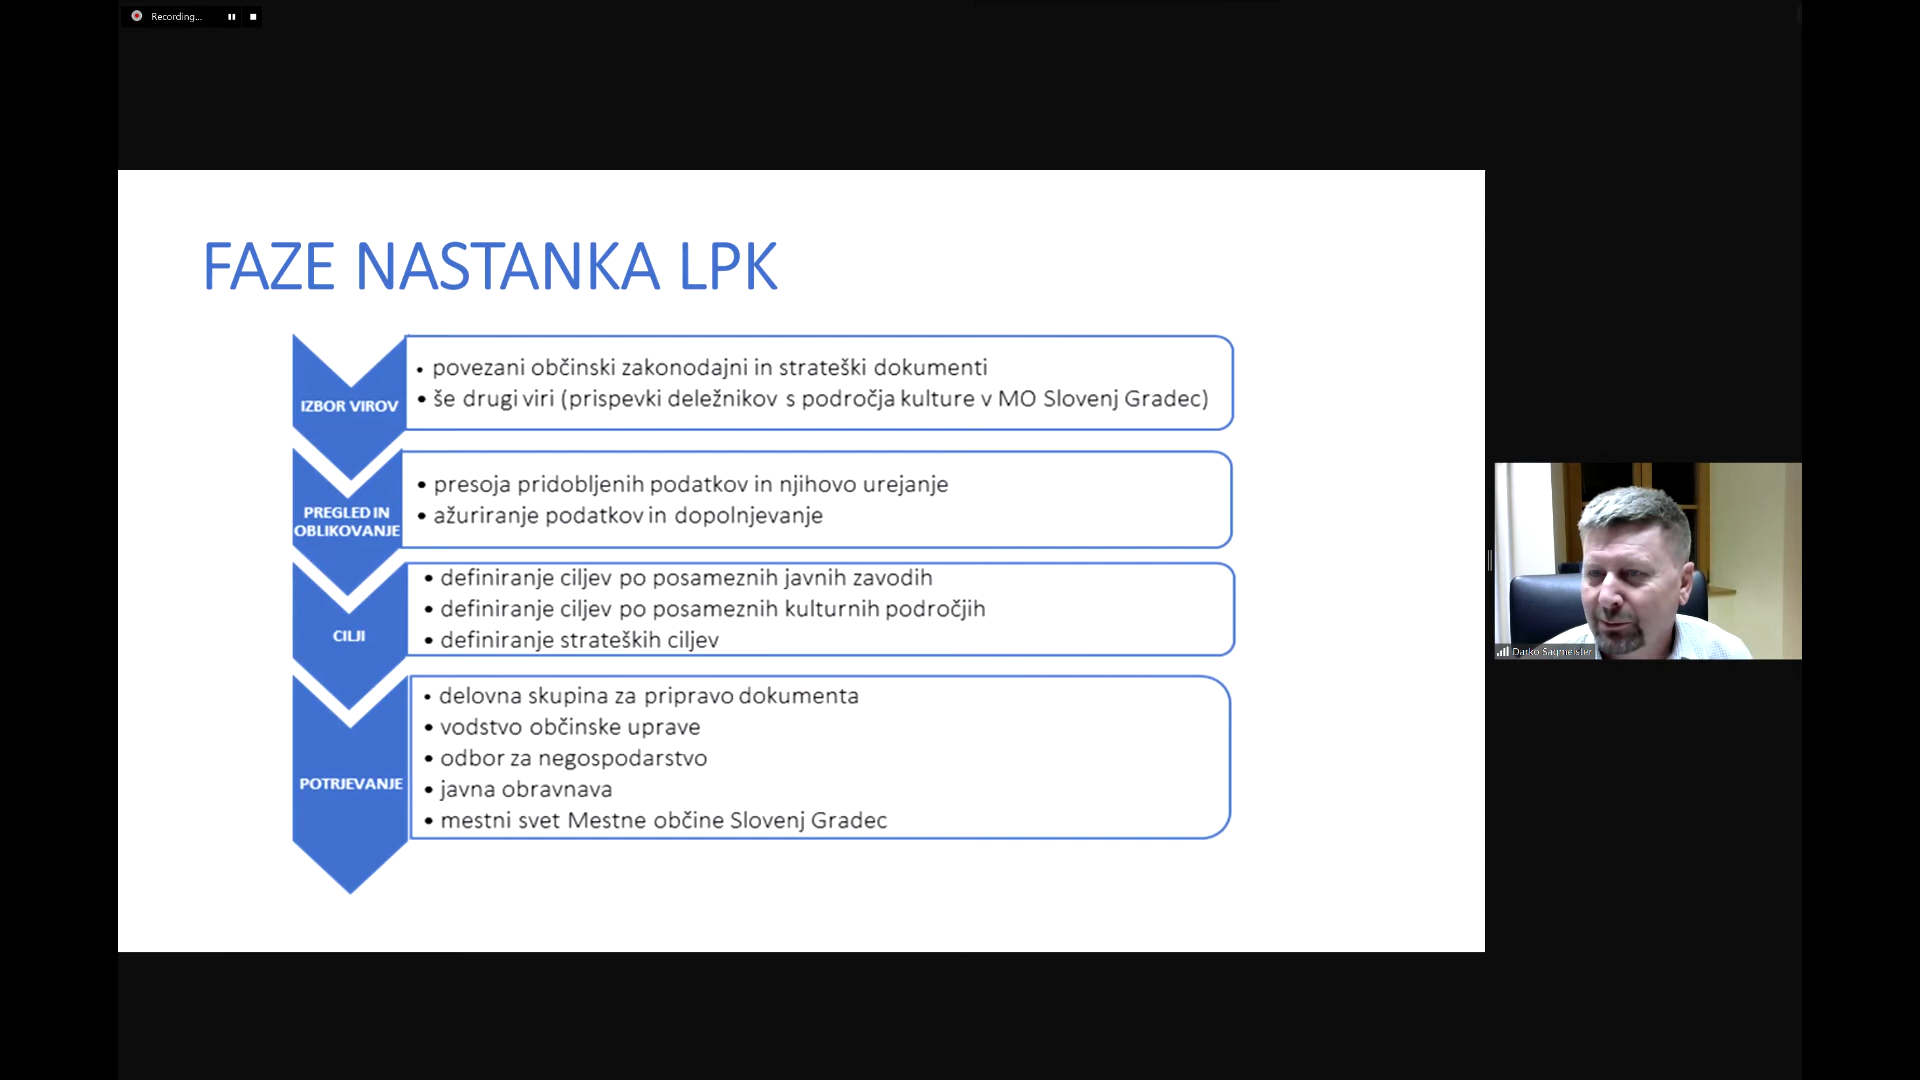 Recording...
FAZE NASTANKA LPK
IZBOR VIROV
• povezani občinski zakonodajni in strateški dokumenti
• še drugi viri (prispevki deležnikov s področja kulture v MO Slovenj Gradec)
PREGLED IN
OBLIKOVANJE
• presoja pridobljenih podatkov in njihovo urejanje
• ažuriranje podatkov in dopolnjevanje
CILJI
• definiranje ciljev po posameznih javnih zavodih
• definiranje ciljev po posameznih kulturnih področjih
• definiranje strateških ciljev
POTRJEVANJE
• delovna skupina za pripravo dokumenta
• vodstvo občinske uprave
• odbor za negospodarstvo
• javna obravnava
• mestni svet Mestne občine Slovenj Gradec
Darko Sagmeister